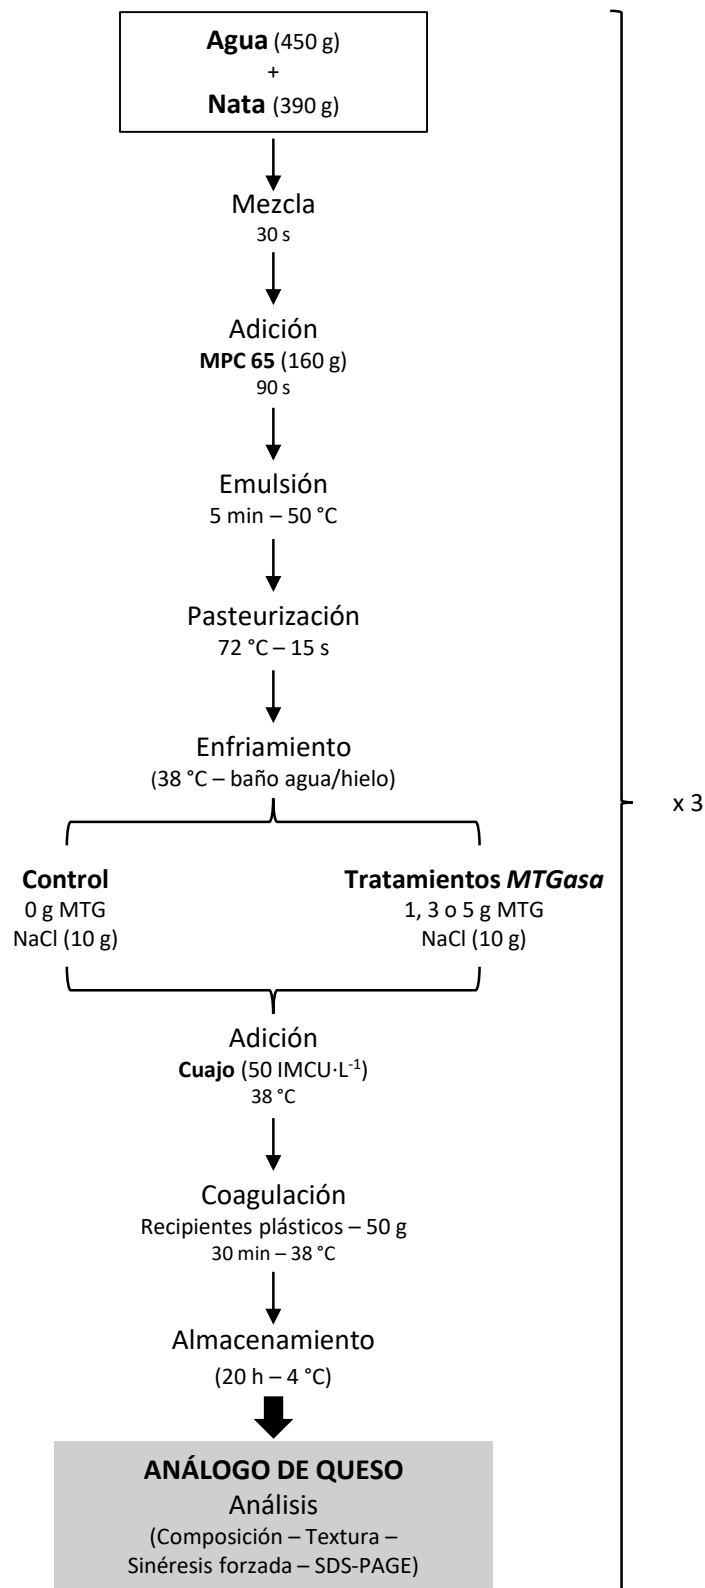 Agua (450 g)
+
Nata (390 g)
Mezcla
30 s
Adición
MPC 65 (160 g)
90 s
Emulsión
5 min – 50 °C
Pasteurización
72 °C – 15 s
Enfriamiento
(38 °C – baño agua/hielo)
x 3
Control
0 g MTG
NaCl (10 g)
Tratamientos MTGasa
1, 3 o 5 g MTG
NaCl (10 g)
Adición
Cuajo (50 IMCU·L⁻¹)
38 °C
Coagulación
Recipientes plásticos – 50 g
30 min – 38 °C
Almacenamiento
(20 h – 4 °C)
ANÁLOGO DE QUESO
Análisis
(Composición – Textura –
Sinéresis forzada – SDS-PAGE)